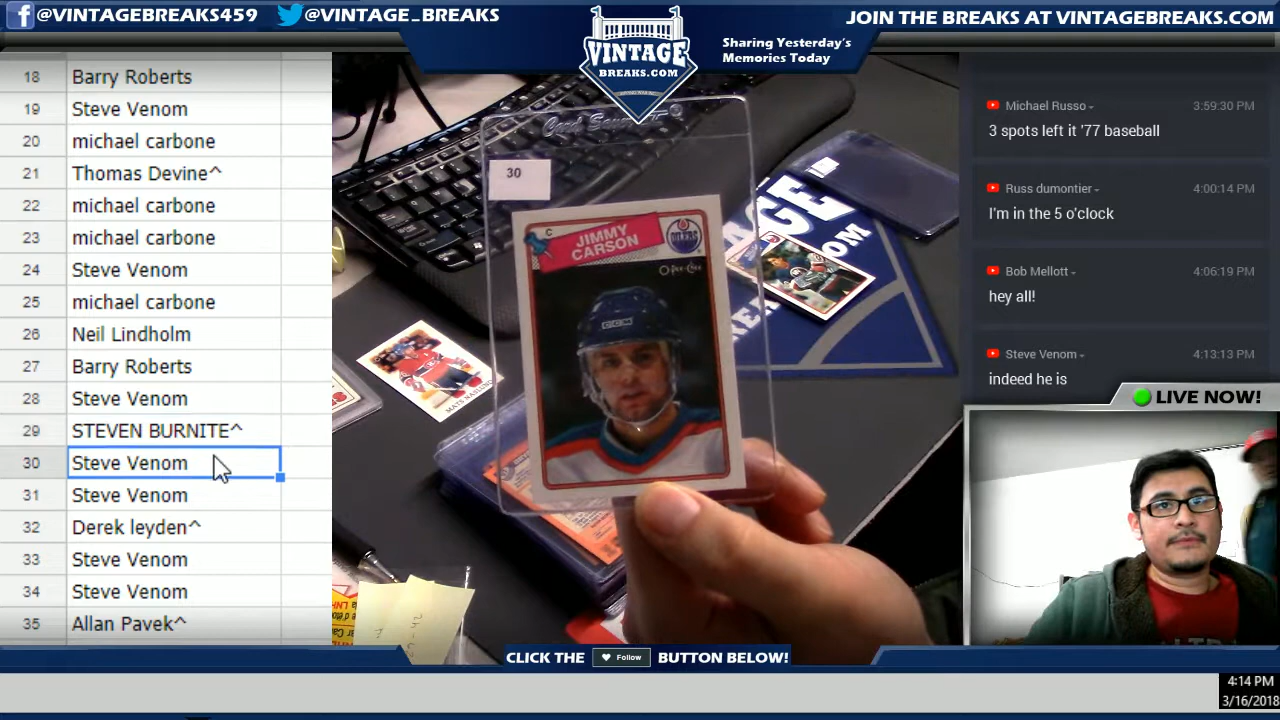 @VINTAGEBREAKS459
@VINTAGE_BREAKS
VINTAGE
BREAKS.COM
Sharing Yesterday's
Memories Today
JOIN THE BREAKS AT VINTAGEBREAKS.COM
18 Barry Roberts
19 Steve Venom
20 michael carbone
21 Thomas Devine^
22 michael carbone
23 michael carbone
24 Steve Venom
25 michael carbone
26 Neil Lindholm
27 Barry Roberts
28 Steve Venom
29 STEVEN BURNITE^
30 Steve Venom
31 Steve Venom
32 Derek leyden^
33 Steve Venom
34 Steve Venom
35 Allan Pavek^
30
C
JIMMY
CARSON
OILERS
O-Pee-Chee
CCM
MATS NASLUND
Michael Russo 3:59:30 PM
3 spots left it '77 baseball
Russ dumontier 4:00:14 PM
I'm in the 5 o'clock
Bob Mellott 4:06:19 PM
hey all!
Steve Venom 4:13:13 PM
indeed he is
LIVE NOW!
CLICK THE Follow BUTTON BELOW!
4:14 PM
3/16/2018